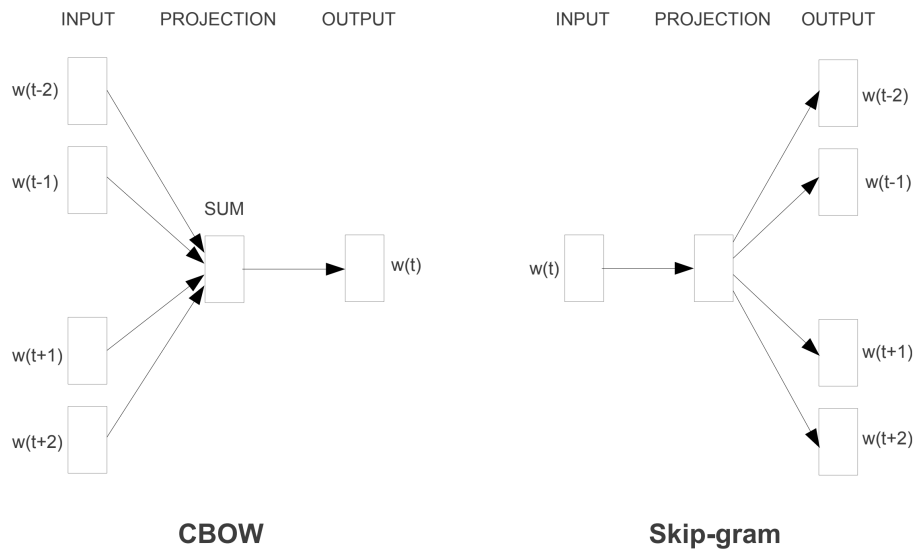 INPUT PROJECTION OUTPUT
w(t-2)
w(t-1)
SUM
w(t)
w(t+1)
w(t+2)
CBOW
INPUT PROJECTION OUTPUT
w(t-2)
w(t-1)
w(t)
w(t+1)
w(t+2)
Skip-gram